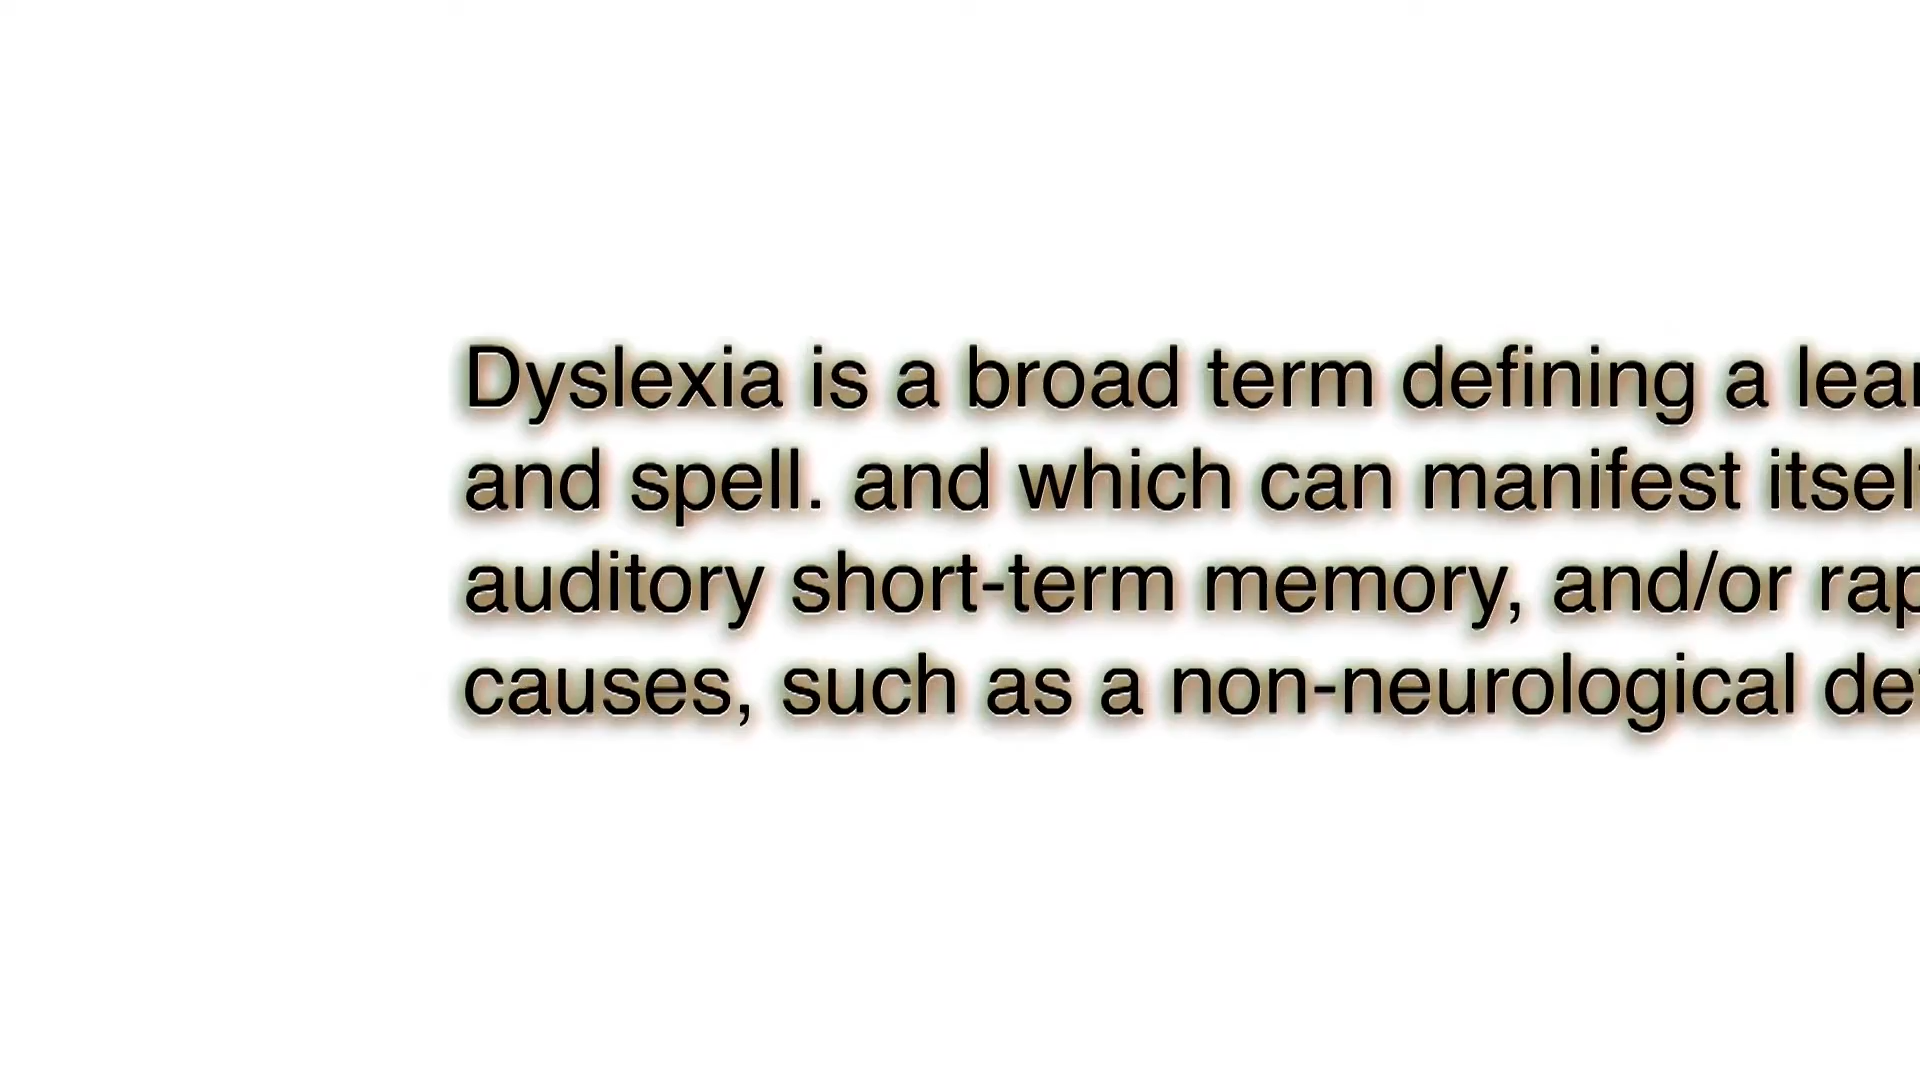 Dyslexia is a broad term defining a lear
and spell. and which can manifest itsel
auditory short-term memory, and/or rap
causes, such as a non-neurological de